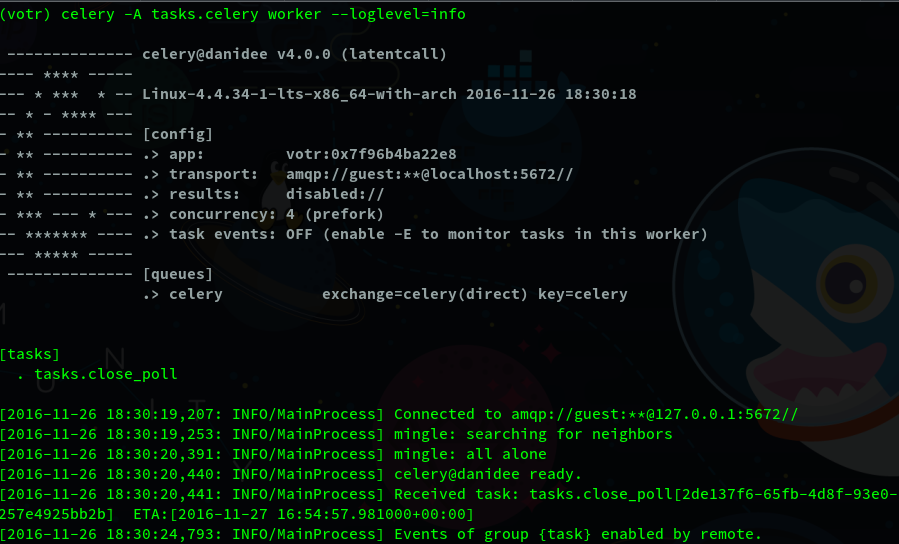 (votr) celery -A tasks.celery worker --loglevel=info
 -------------- celery@danidee v4.0.0 (latentcall)
---- **** -----
--- * ***  * -- Linux-4.4.34-1-lts-x86_64-with-arch 2016-11-26 18:30:18
-- * - **** ---
- ** ---------- [config]
- ** ---------- .> app:         votr:0x7f96b4ba22e8
- ** ---------- .> transport:   amqp://guest:**@localhost:5672//
- ** ---------- .> results:     disabled://
- *** --- * --- .> concurrency: 4 (prefork)
-- ******* ---- .> task events: OFF (enable -E to monitor tasks in this worker)
--- ***** -----
 -------------- [queues]
                .> celery           exchange=celery(direct) key=celery
[tasks]
  . tasks.close_poll
[2016-11-26 18:30:19,207: INFO/MainProcess] Connected to amqp://guest:**@127.0.0.1:5672//
[2016-11-26 18:30:19,253: INFO/MainProcess] mingle: searching for neighbors
[2016-11-26 18:30:20,391: INFO/MainProcess] mingle: all alone
[2016-11-26 18:30:20,440: INFO/MainProcess] celery@danidee ready.
[2016-11-26 18:30:20,441: INFO/MainProcess] Received task: tasks.close_poll[2de137f6-65fb-4d8f-93e0-
257e4925bb2b]  ETA:[2016-11-27 16:54:57.981000+00:00]
[2016-11-26 18:30:24,793: INFO/MainProcess] Events of group {task} enabled by remote.